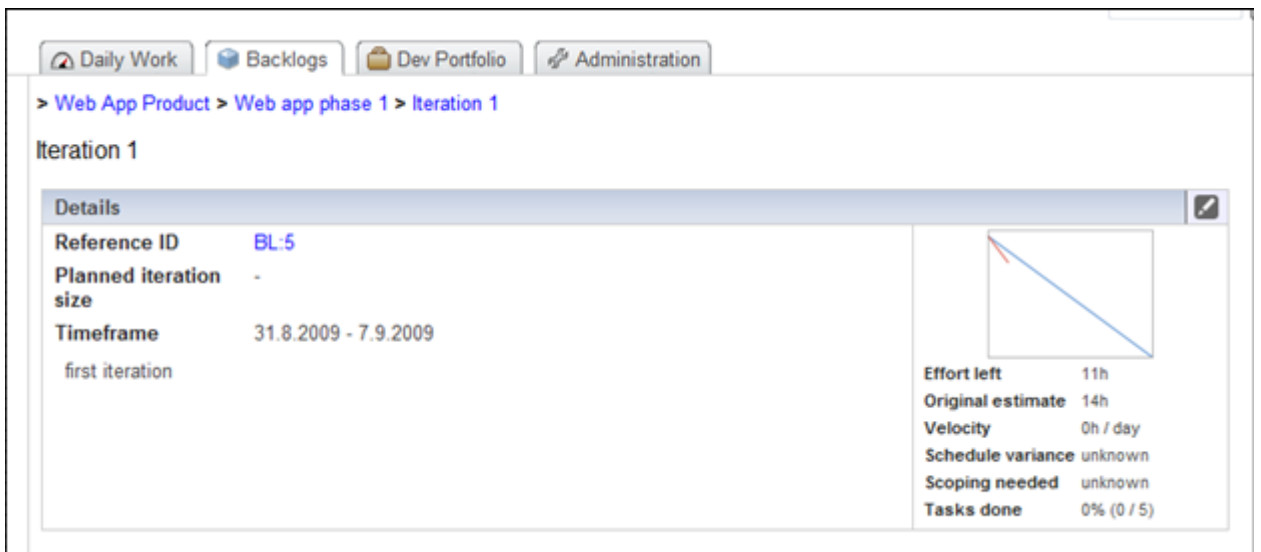 Daily Work Backlogs Dev Portfolio Administration
> Web App Product > Web app phase 1 > Iteration 1
Iteration 1
Details
Reference ID BL:5
Planned iteration -
size
Timeframe 31.8.2009 - 7.9.2009
first iteration
Effort left 11h
Original estimate 14h
Velocity 0h / day
Schedule variance unknown
Scoping needed unknown
Tasks done 0% (0 / 5)